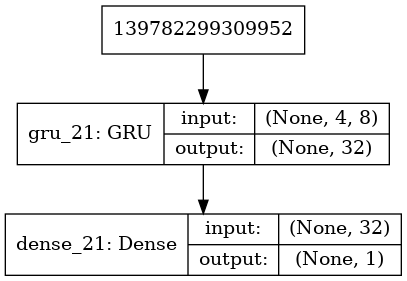 139782299309952
gru_21: GRU
input:
(None, 4, 8)
output:
(None, 32)
dense_21: Dense
input:
(None, 32)
output:
(None, 1)